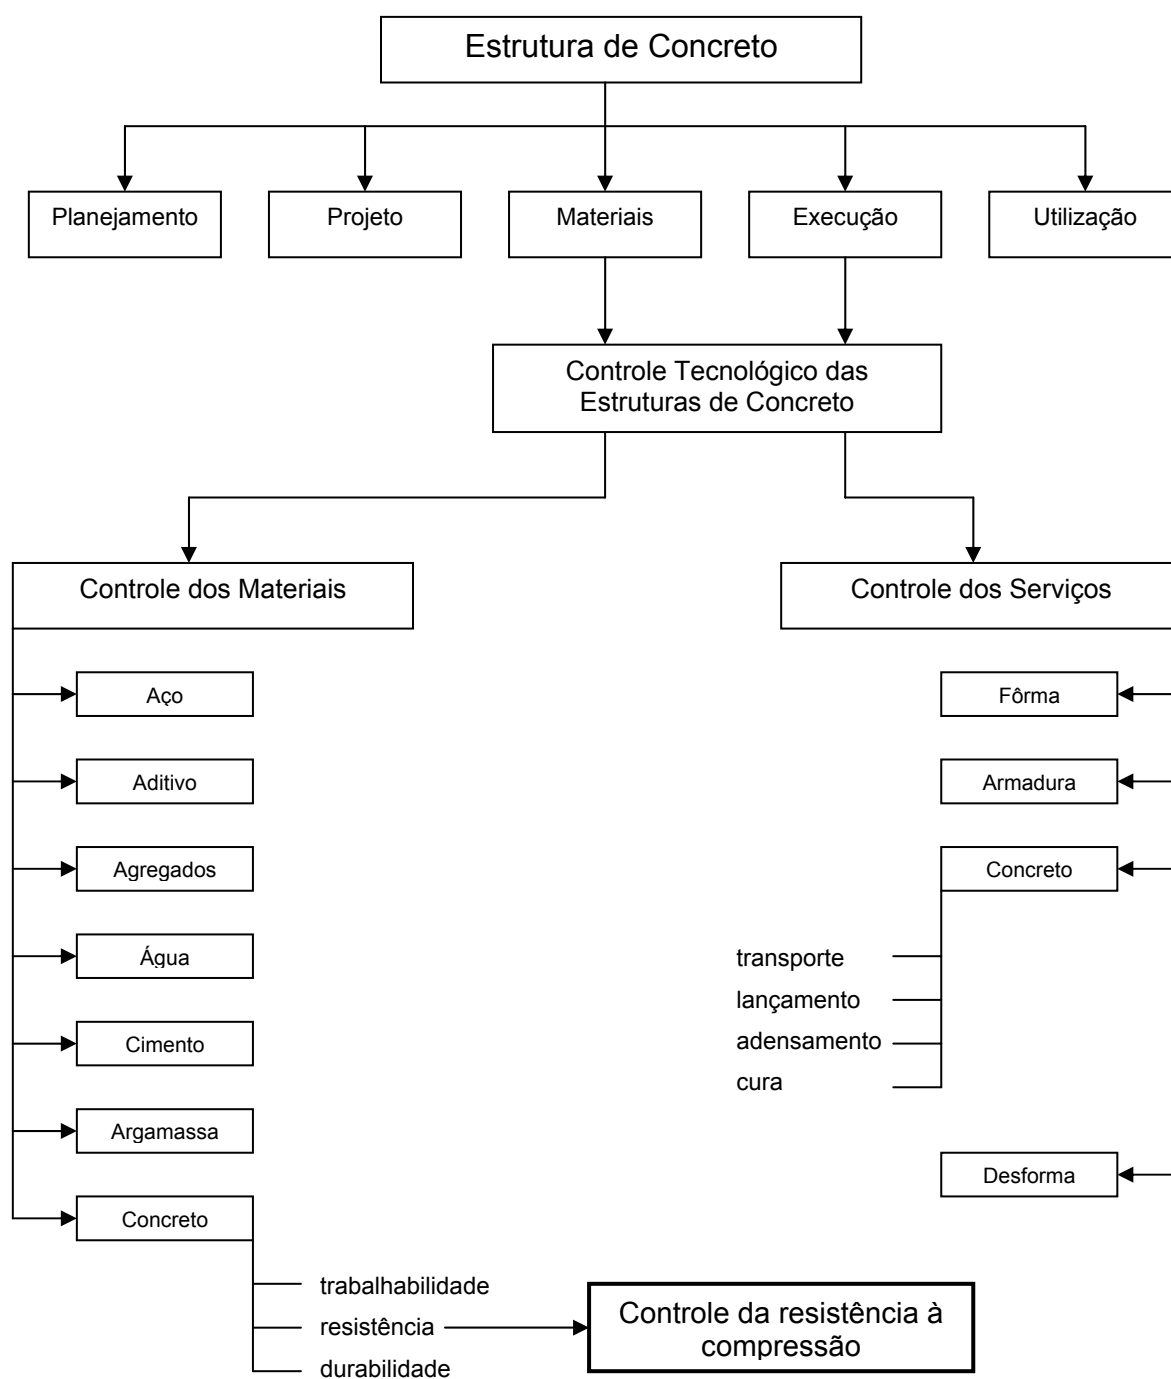 Estrutura de Concreto
Planejamento
Projeto
Materiais
Execução
Utilização
Controle Tecnológico das
Estruturas de Concreto
Controle dos Materiais
Controle dos Serviços
Aço
Fôrma
Aditivo
Armadura
Agregados
Concreto
Água
transporte
lançamento
Cimento
adensamento
cura
Argamassa
Desforma
Concreto
trabalhabilidade
resistência
durabilidade
Controle da resistência à
compressão